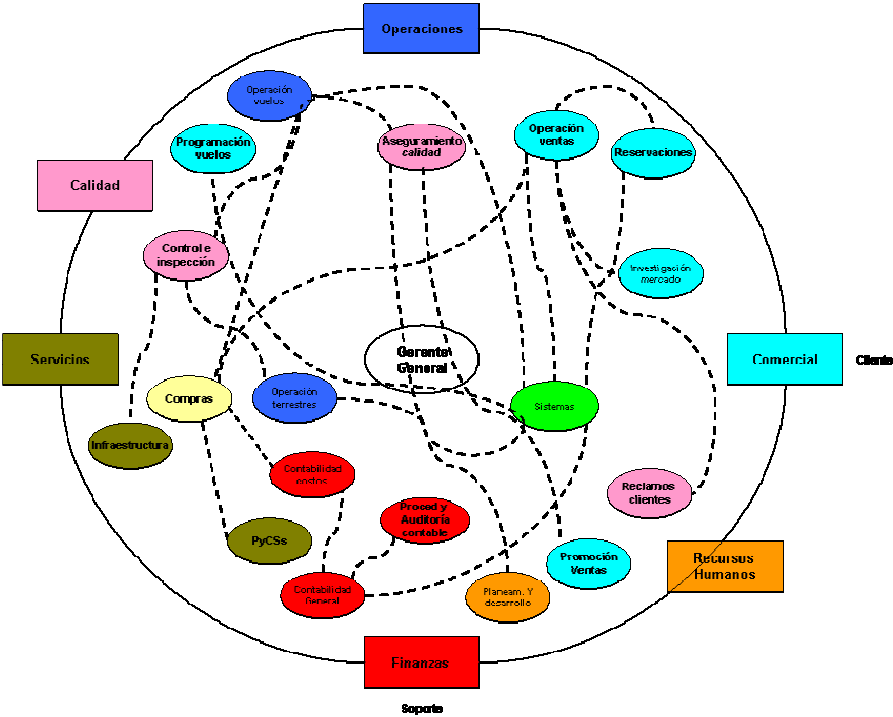 Operaciones
Operación
vuelos
Programación
vuelos
Aseguramiento
calidad
Operación
ventas
Reservaciones
Calidad
Control e
inspección
Investigación
mercado
Servicios
Gerente
General
Comercial
Cliente
Compras
Operación
terrestres
Sistemas
Infraestructura
Contabilidad
costos
Reclamos
clientes
Proced y
Auditoría
contable
PyCSs
Promoción
Ventas
Recursos
Humanos
Contabilidad
General
Planeam. Y
desarrollo
Finanzas
Soporte